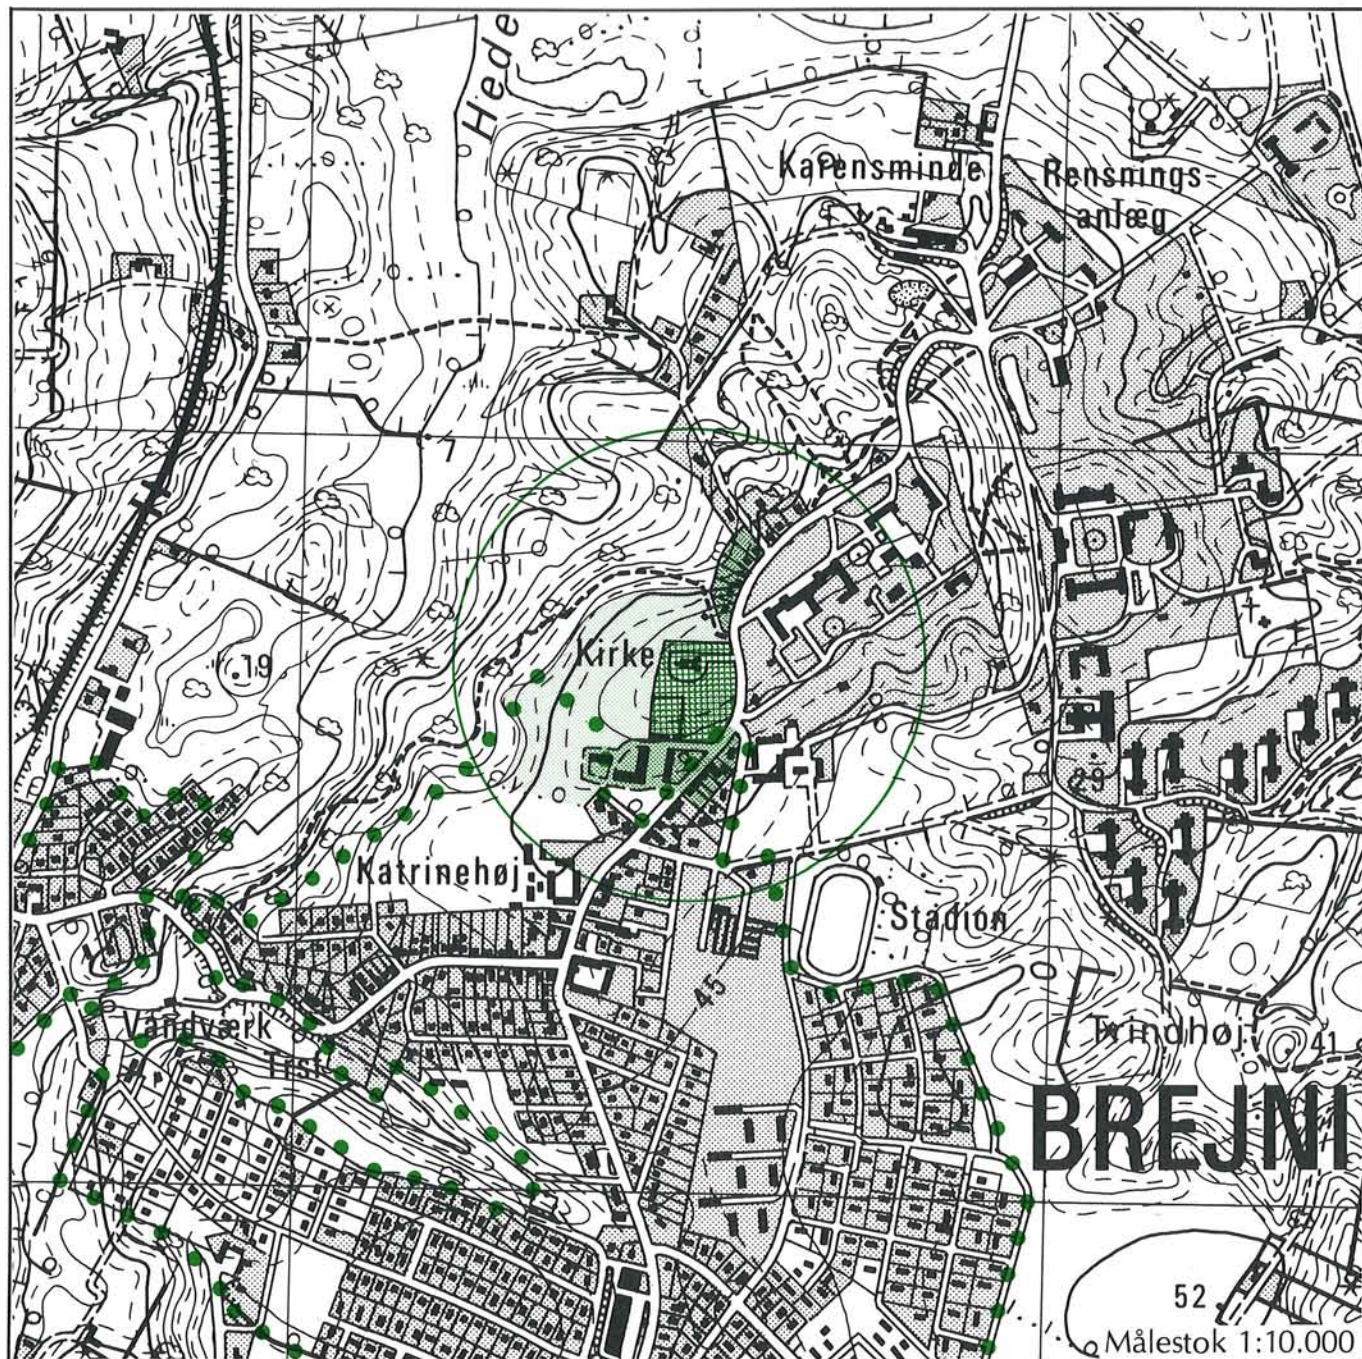 Hede
Karensminde
Rensnings-
anlæg
7
Kirke
19
29
Katrinehøj
Stadion
45
Vandværk
Trsf.
Trindhøj
41
BREJNI
52
Målestok 1:10.000